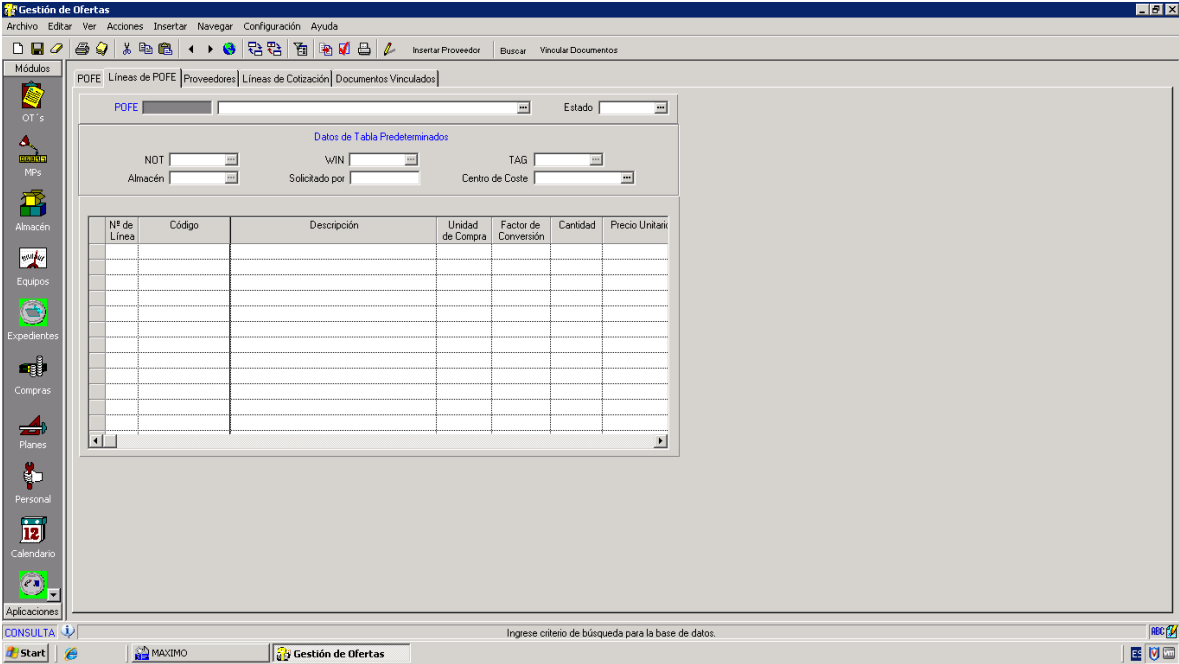 Gestión de Ofertas
Archivo Editar Ver Acciones Insertar Navegar Configuración Ayuda
Insertar Proveedor Buscar Vincular Documentos
Módulos
POFE Líneas de POFE Proveedores Líneas de Cotización Documentos Vinculados
POFE Estado
Datos de Tabla Predeterminados
NOT WIN TAG
Almacén Solicitado por Centro de Coste
Nº de Línea Código Descripción Unidad de Compra Factor de Conversión Cantidad Precio Unitario
OT´s
MPs
Almacén
Equipos
Expedientes
Compras
Planes
Personal
12
Calendario
Aplicaciones
CONSULTA Ingrese criterio de búsqueda para la base de datos. ABC
Start MAXIMO Gestión de Ofertas ES